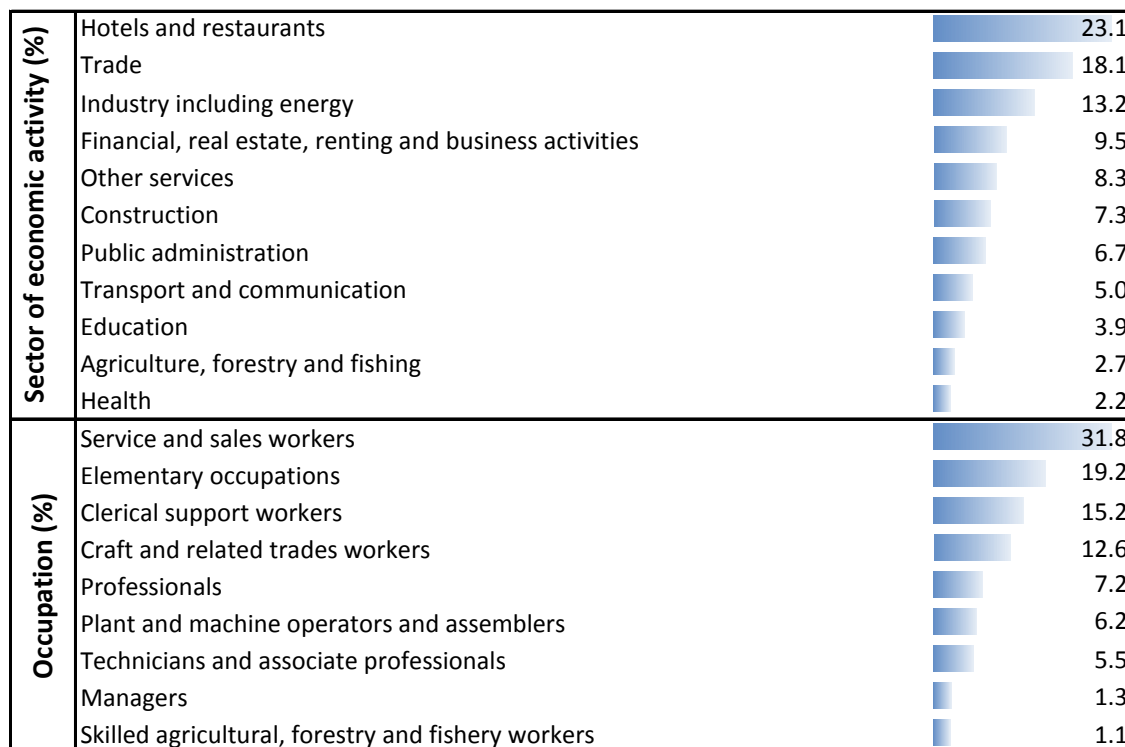 Sector of economic activity (%)
Hotels and restaurants 23.1
Trade 18.1
Industry including energy 13.2
Financial, real estate, renting and business activities 9.5
Other services 8.3
Construction 7.3
Public administration 6.7
Transport and communication 5.0
Education 3.9
Agriculture, forestry and fishing 2.7
Health 2.2
Occupation (%)
Service and sales workers 31.8
Elementary occupations 19.2
Clerical support workers 15.2
Craft and related trades workers 12.6
Professionals 7.2
Plant and machine operators and assemblers 6.2
Technicians and associate professionals 5.5
Managers 1.3
Skilled agricultural, forestry and fishery workers 1.1